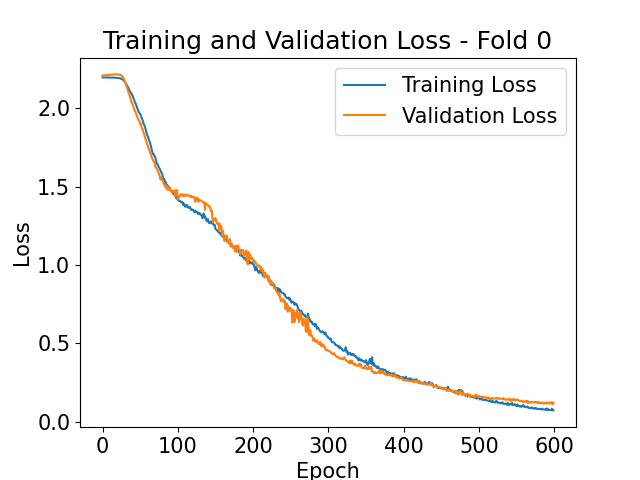 Training and Validation Loss - Fold 0
Training Loss
Validation Loss
Loss
2.0
1.5
1.0
0.5
0.0
0 100 200 300 400 500 600
Epoch